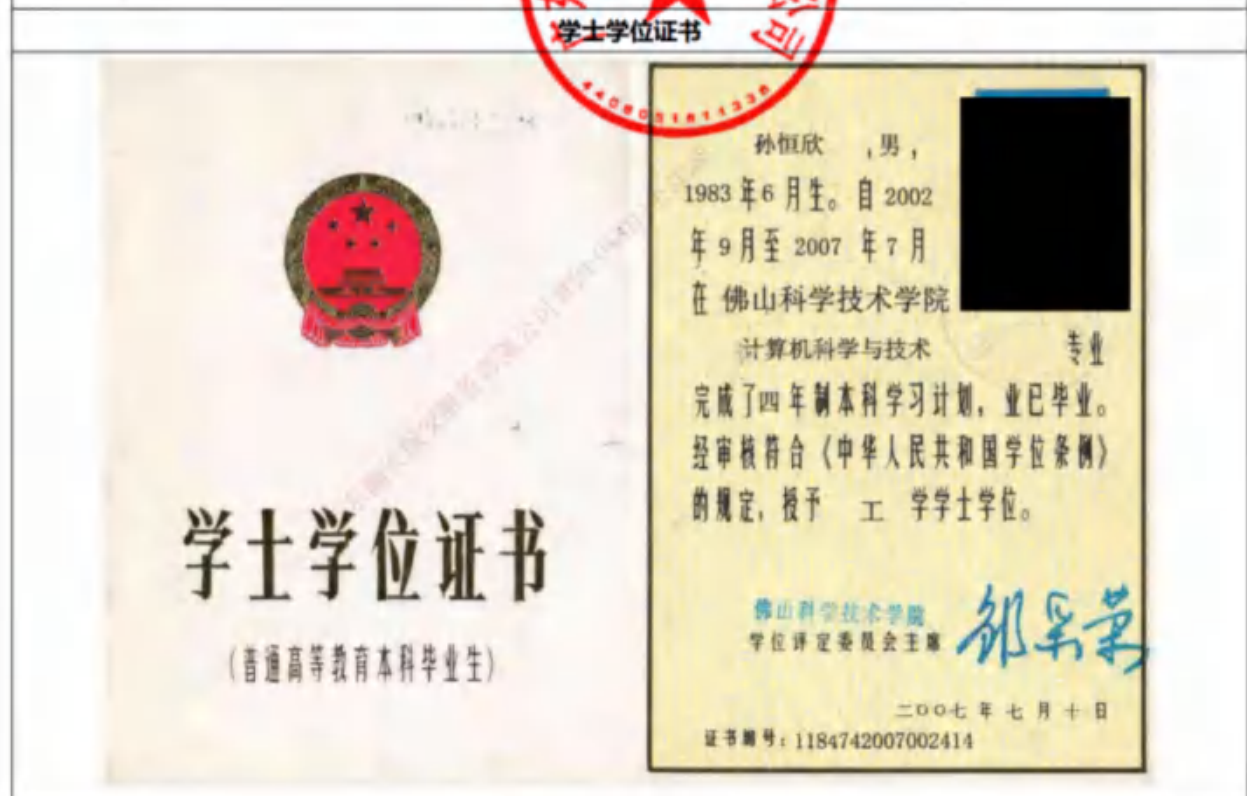 学士学位证书
4408051811338
孙恒欣 ,男,
1983 年 6 月生。自 2002
年 9 月至 2007 年 7 月
在 佛山科学技术学院
计算机科学与技术 专业
完成了四年制本科学习计划,业已毕业。
经审核符合《中华人民共和国学位条例》
的规定,授予 工 学学士学位。
学士学位证书
(普通高等教育本科毕业生)
佛山科学技术学院
学位评定委员会主席
二〇〇七年七月十日
证书编号:1184742007002414